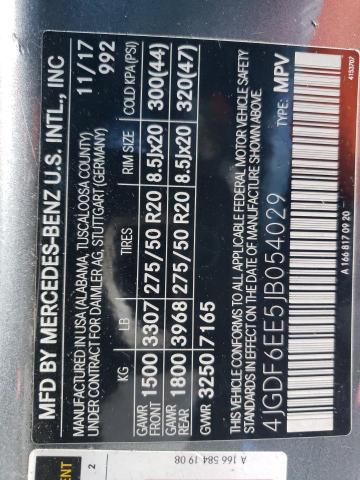 MFD BY MERCEDES-BENZ U.S. INTL., INC
MANUFACTURED IN USA (ALABAMA, TUSCALOOSA COUNTY) 11/17
UNDER CONTRACT FOR DAIMLER AG, STUTTGART (GERMANY) 992
KG LB TIRES RIM SIZE COLD KPA (PSI)
GAWR FRONT 1500 3307 275/50 R20 8.5Jx20 300(44)
GAWR REAR 1800 3968 275/50 R20 8.5Jx20 320(47)
GVWR 3250 7165
THIS VEHICLE CONFORMS TO ALL APPLICABLE FEDERAL MOTOR VEHICLE SAFETY
STANDARDS IN EFFECT ON THE DATE OF MANUFACTURE SHOWN ABOVE.
4JGDF6EE5JB054029 TYPE: MPV
A 166 817 09 20 4153707
2
A 166 584 19 08